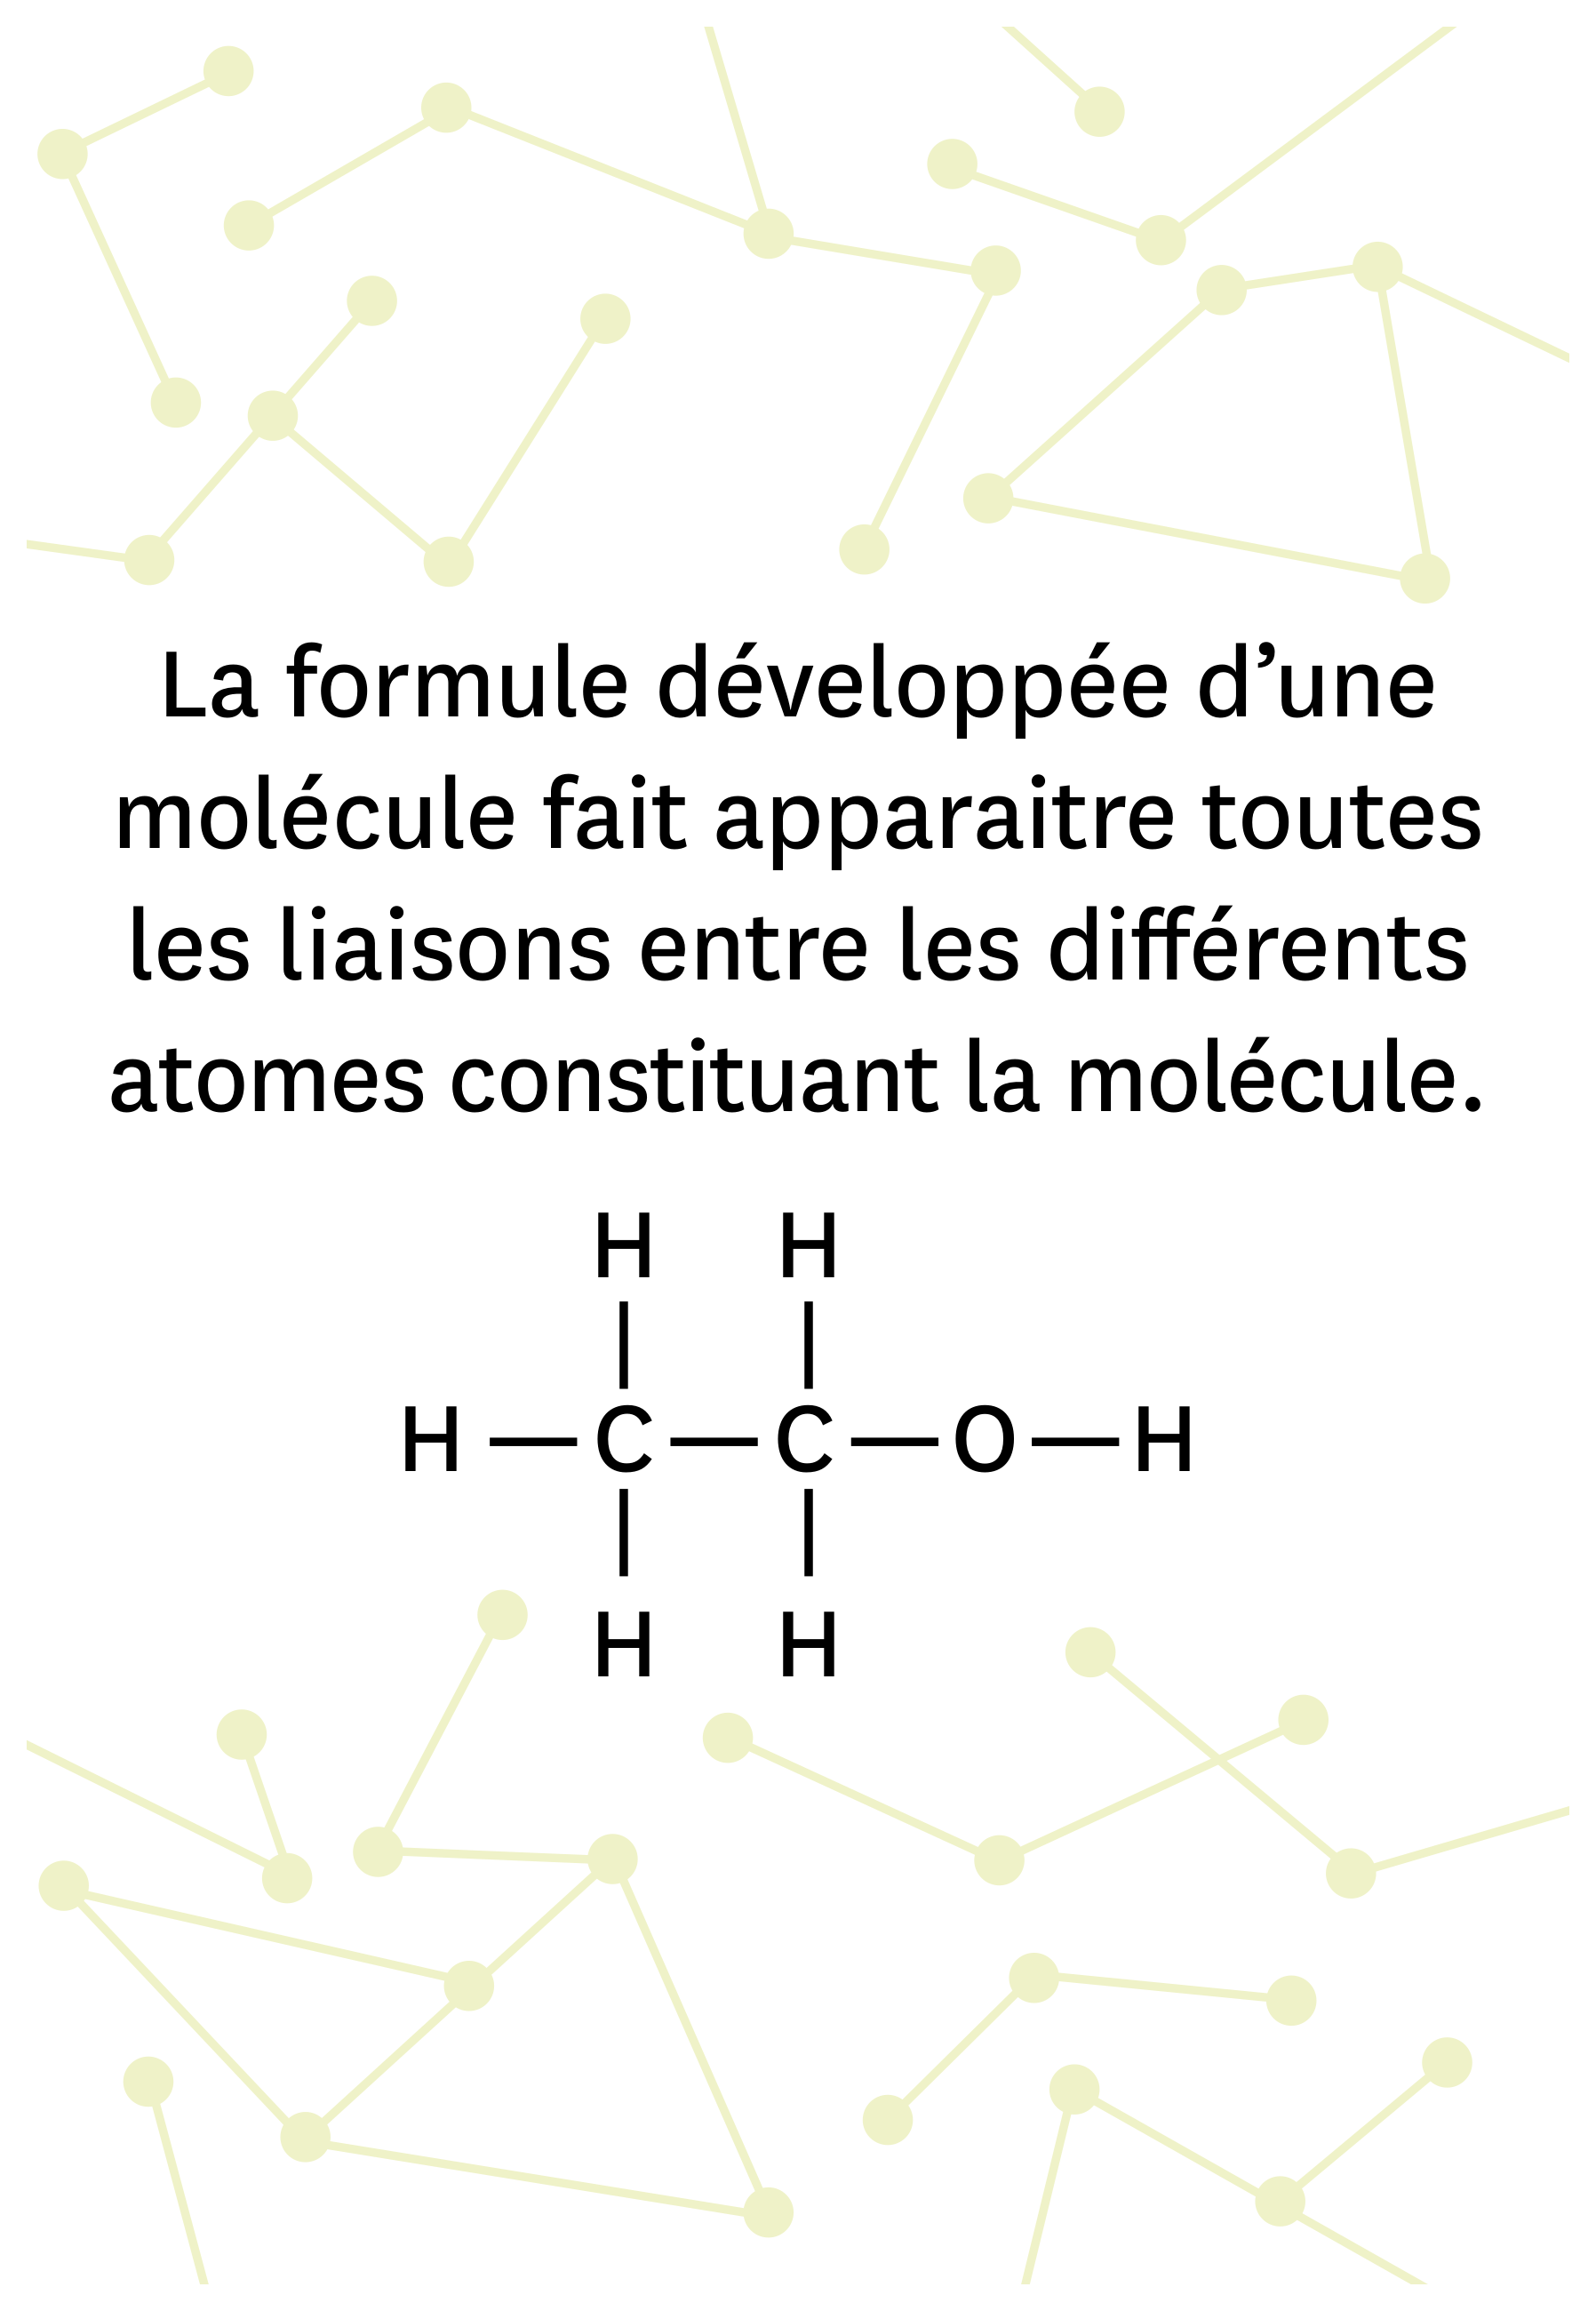 La formule développée d’une
molécule fait apparaitre toutes
les liaisons entre les différents
atomes constituant la molécule.
H H
H — C — C — O — H
H H